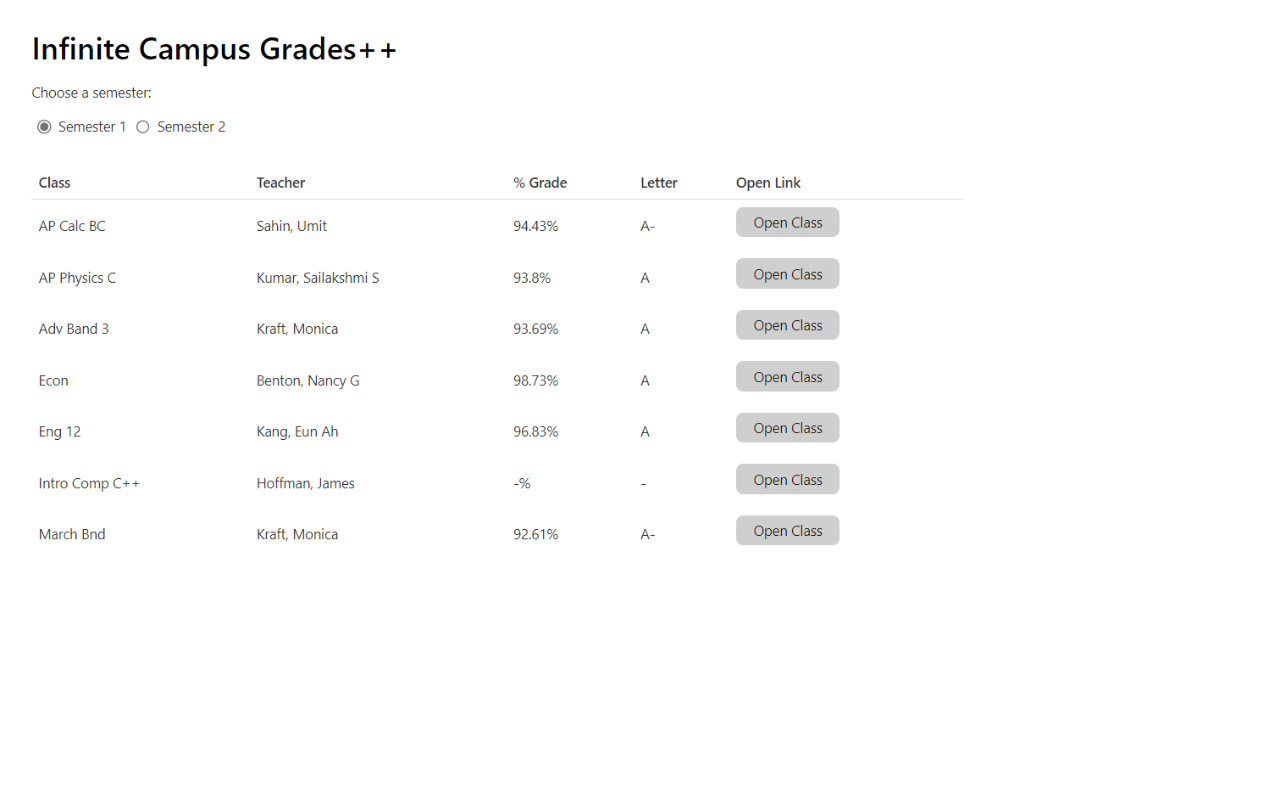 Infinite Campus Grades++
Choose a semester:
Semester 1 Semester 2
Class Teacher % Grade Letter Open Link
AP Calc BC Sahin, Umit 94.43% A- Open Class
AP Physics C Kumar, Sailakshmi S 93.8% A Open Class
Adv Band 3 Kraft, Monica 93.69% A Open Class
Econ Benton, Nancy G 98.73% A Open Class
Eng 12 Kang, Eun Ah 96.83% A Open Class
Intro Comp C++ Hoffman, James -% - Open Class
March Bnd Kraft, Monica 92.61% A- Open Class